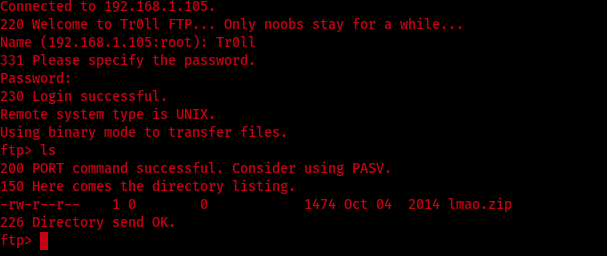 Connected to 192.168.1.105.
220 Welcome to Tr0ll FTP... Only noobs stay for a while...
Name (192.168.1.105:root): Tr0ll
331 Please specify the password.
Password:
230 Login successful.
Remote system type is UNIX.
Using binary mode to transfer files.
ftp> ls
200 PORT command successful. Consider using PASV.
150 Here comes the directory listing.
-rw-r--r--    1 0        0            1474 Oct 04  2014 lmao.zip
226 Directory send OK.
ftp>